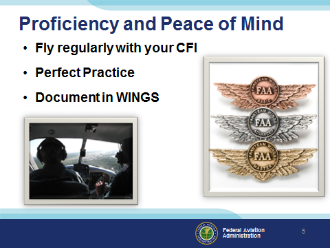 Proficiency and Peace of Mind
• Fly regularly with your CFI
• Perfect Practice
• Document in WINGS
FAA
FAA
FAA
Federal Aviation
Administration
5